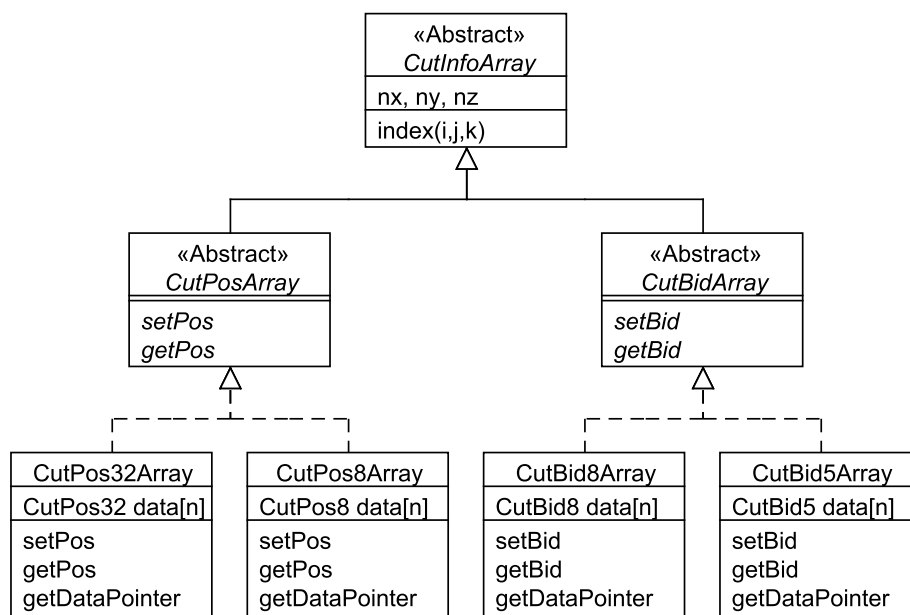 «Abstract»
CutInfoArray
nx, ny, nz
index(i,j,k)
«Abstract»
CutPosArray
setPos
getPos
«Abstract»
CutBidArray
setBid
getBid
CutPos32Array
CutPos32 data[n]
setPos
getPos
getDataPointer
CutPos8Array
CutPos8 data[n]
setPos
getPos
getDataPointer
CutBid8Array
CutBid8 data[n]
setBid
getBid
getDataPointer
CutBid5Array
CutBid5 data[n]
setBid
getBid
getDataPointer